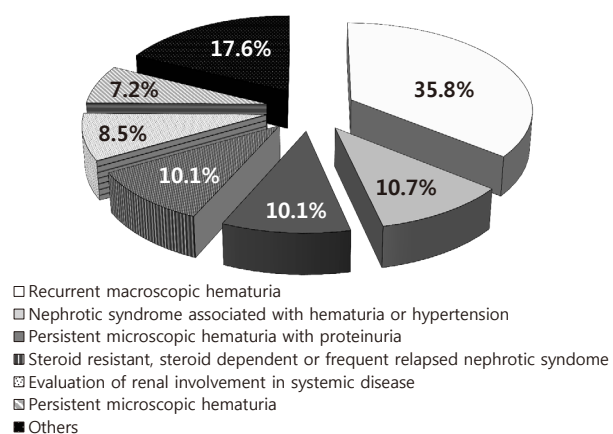 17.6%
35.8%
7.2%
8.5%
10.1%
10.1%
10.7%
Recurrent macroscopic hematuria
Nephrotic syndrome associated with hematuria or hypertension
Persistent microscopic hematuria with proteinuria
Steroid resistant, steroid dependent or frequent relapsed nephrotic syndome
Evaluation of renal involvement in systemic disease
Persistent microscopic hematuria
Others